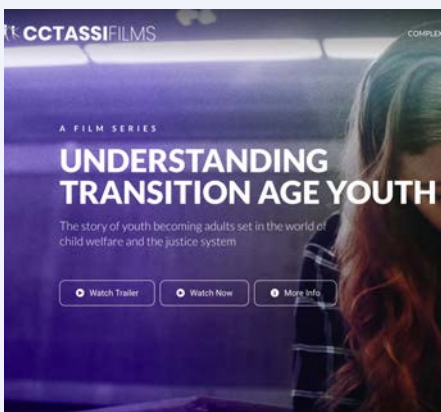 CCTASSIFILMS
COMPLEX
A FILM SERIES
UNDERSTANDING
TRANSITION AGE YOUTH
The story of youth becoming adults set in the world of
child welfare and the justice system
Watch Trailer
Watch Now
More Info